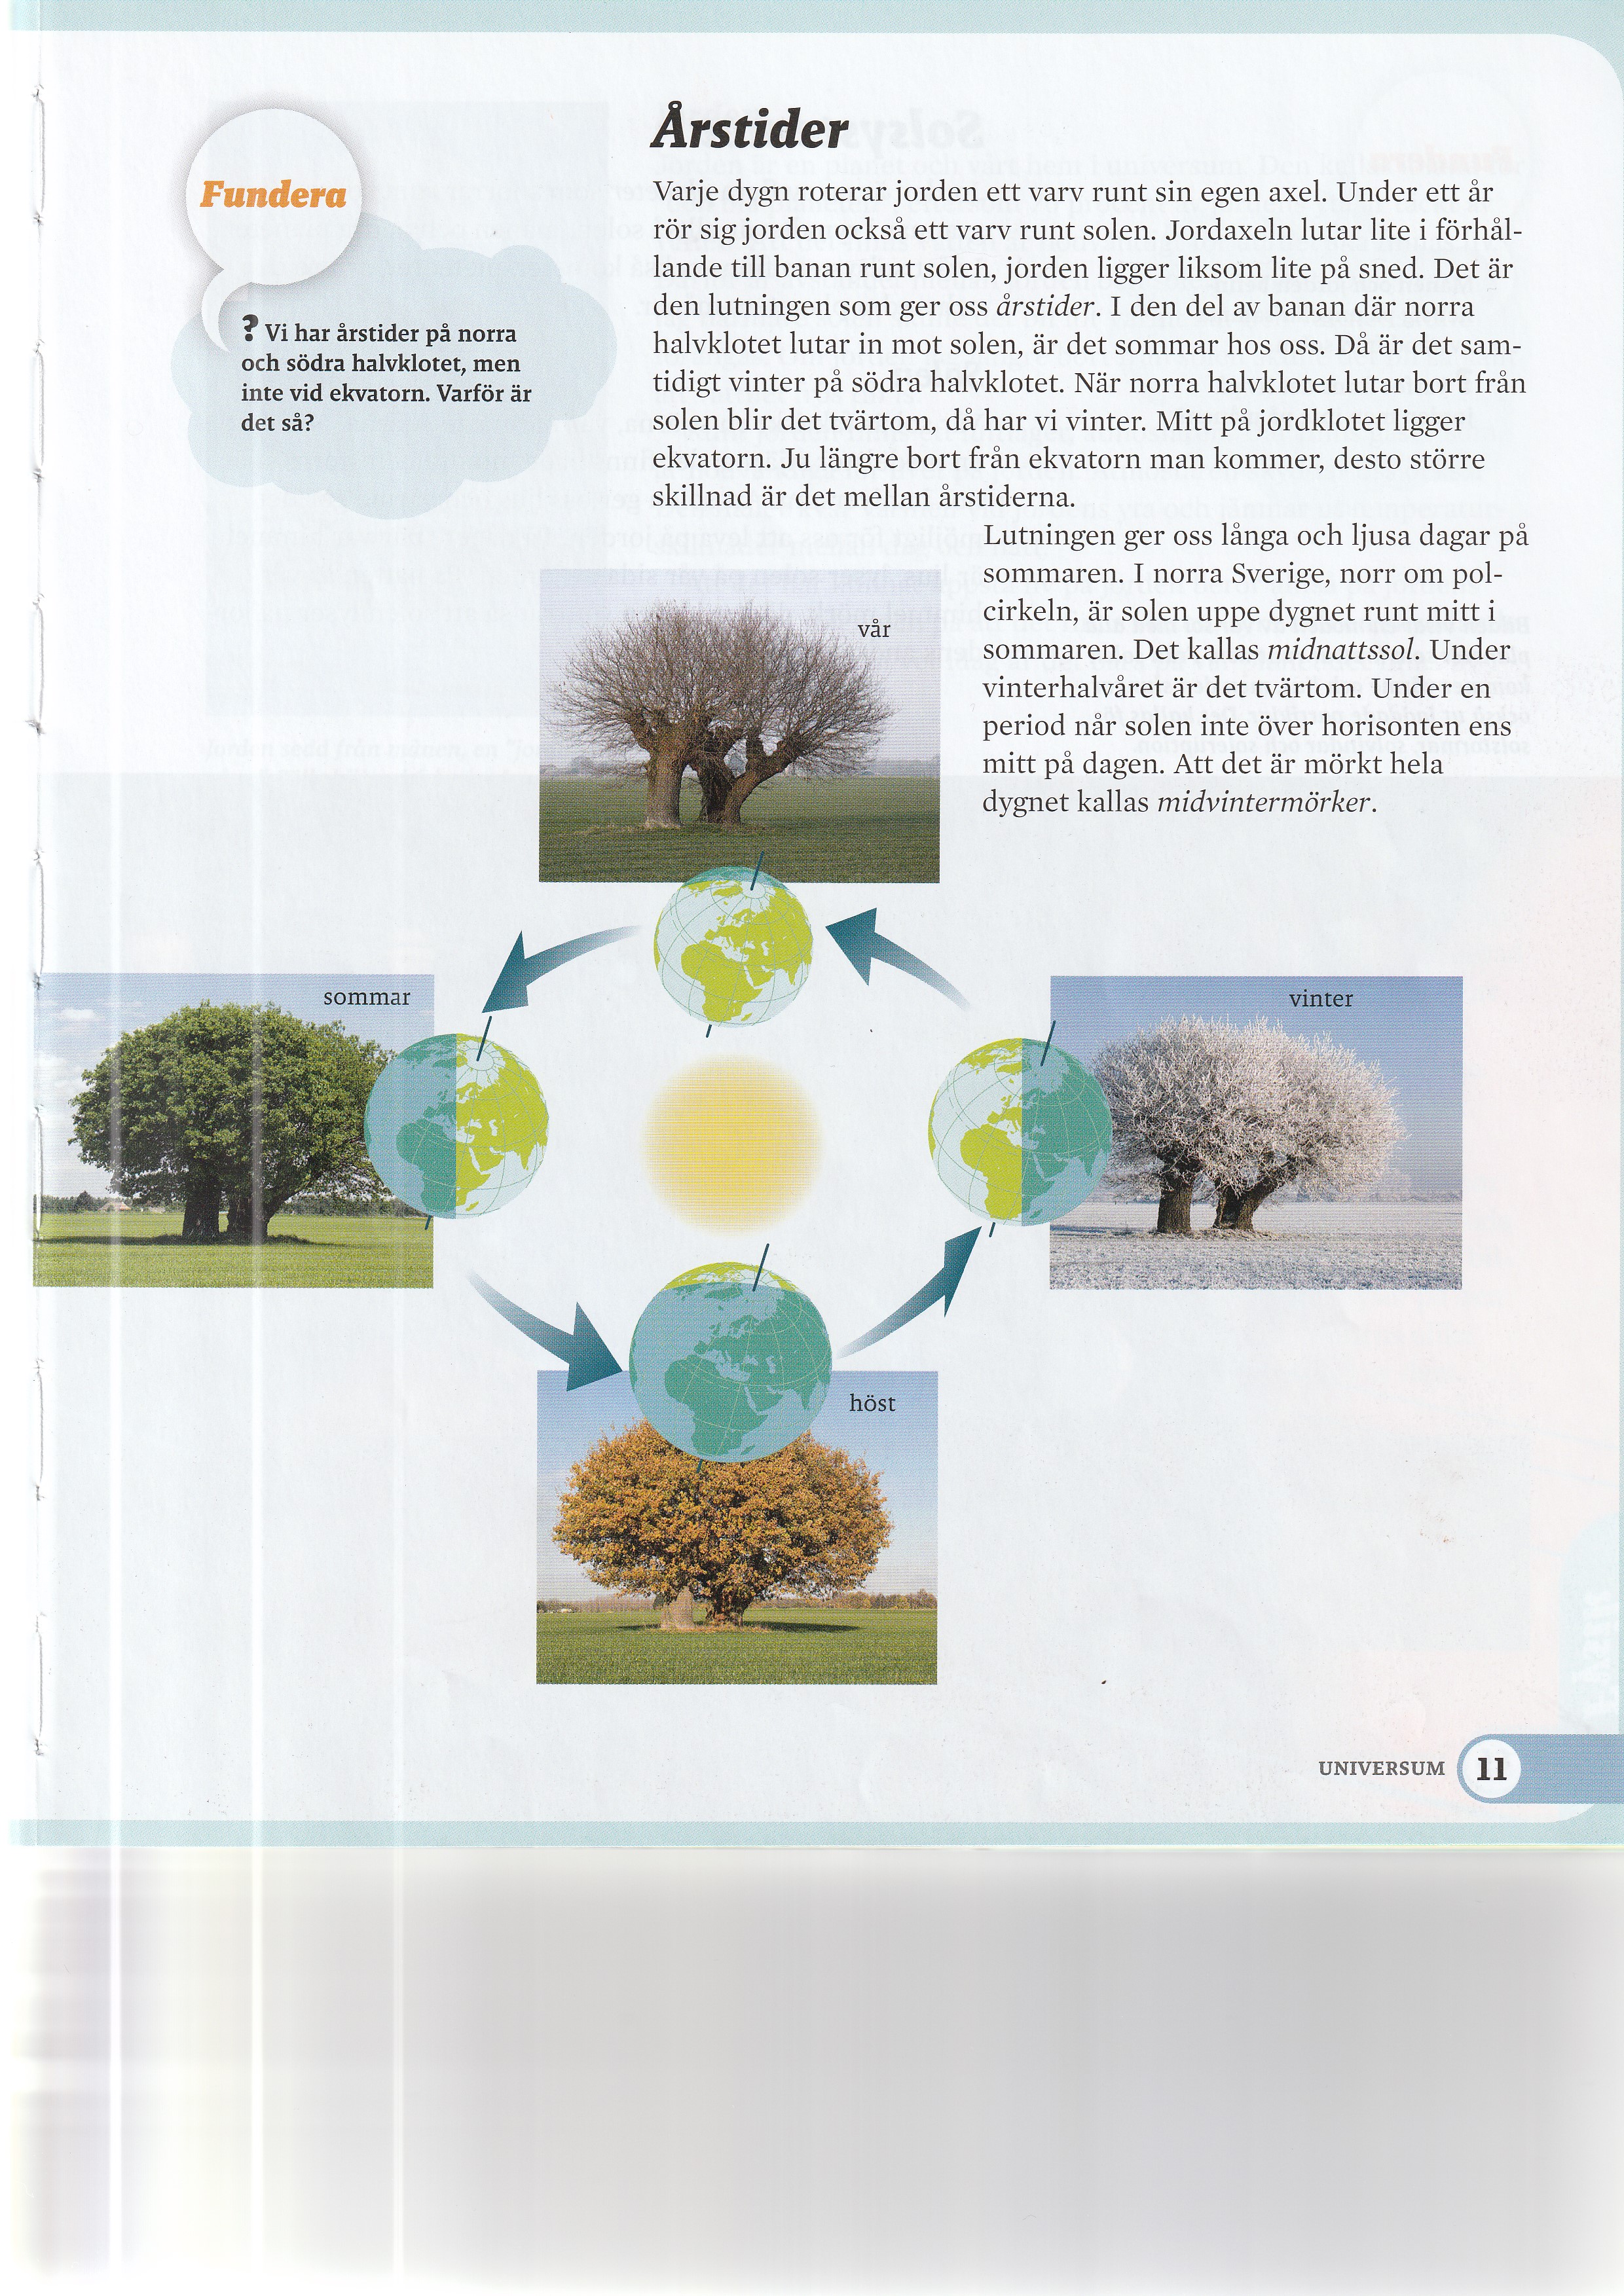 Årstider
Fundera
? Vi har årstider på norra
och södra halvklotet, men
inte vid ekvatorn. Varför är
det så?
Varje dygn roterar jorden ett varv runt sin egen axel. Under ett år
rör sig jorden också ett varv runt solen. Jordaxeln lutar lite i förhål-
lande till banan runt solen, jorden ligger liksom lite på sned. Det är
den lutningen som ger oss årstider. I den del av banan där norra
halvklotet lutar in mot solen, är det sommar hos oss. Då är det sam-
tidigt vinter på södra halvklotet. När norra halvklotet lutar bort från
solen blir det tvärtom, då har vi vinter. Mitt på jordklotet ligger
ekvatorn. Ju längre bort från ekvatorn man kommer, desto större
skillnad är det mellan årstiderna.
Lutningen ger oss långa och ljusa dagar på
sommaren. I norra Sverige, norr om pol-
cirkeln, är solen uppe dygnet runt mitt i
sommaren. Det kallas midnattssol. Under
vinterhalvåret är det tvärtom. Under en
period når solen inte över horisonten ens
mitt på dagen. Att det är mörkt hela
dygnet kallas midvintermörker.
vår
sommar
vinter
höst
UNIVERSUM 11